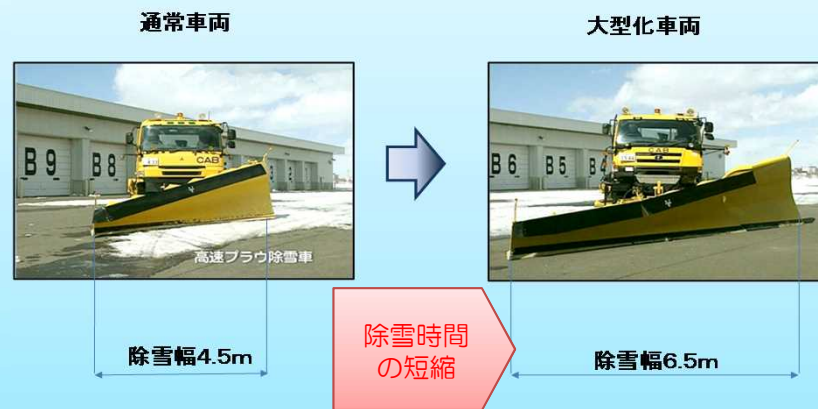 通常車両
大型化車両
B9
B8
CAB
高速プラウ除雪車
B6
B5
CAB
除雪時間
の短縮
除雪幅4.5m
除雪幅6.5m